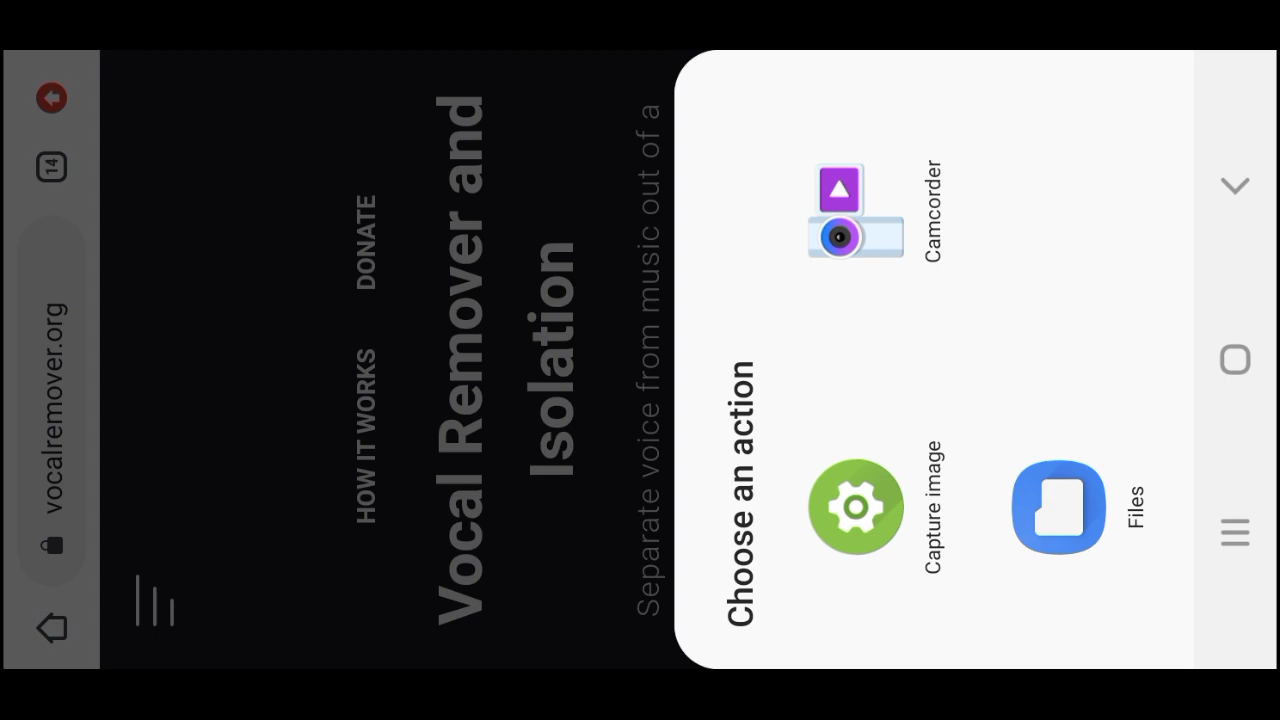 vocalremover.org
14
HOW IT WORKS
DONATE
Vocal Remover and
Isolation
Separate voice from music out of a
Choose an action
Capture image
Camcorder
Files